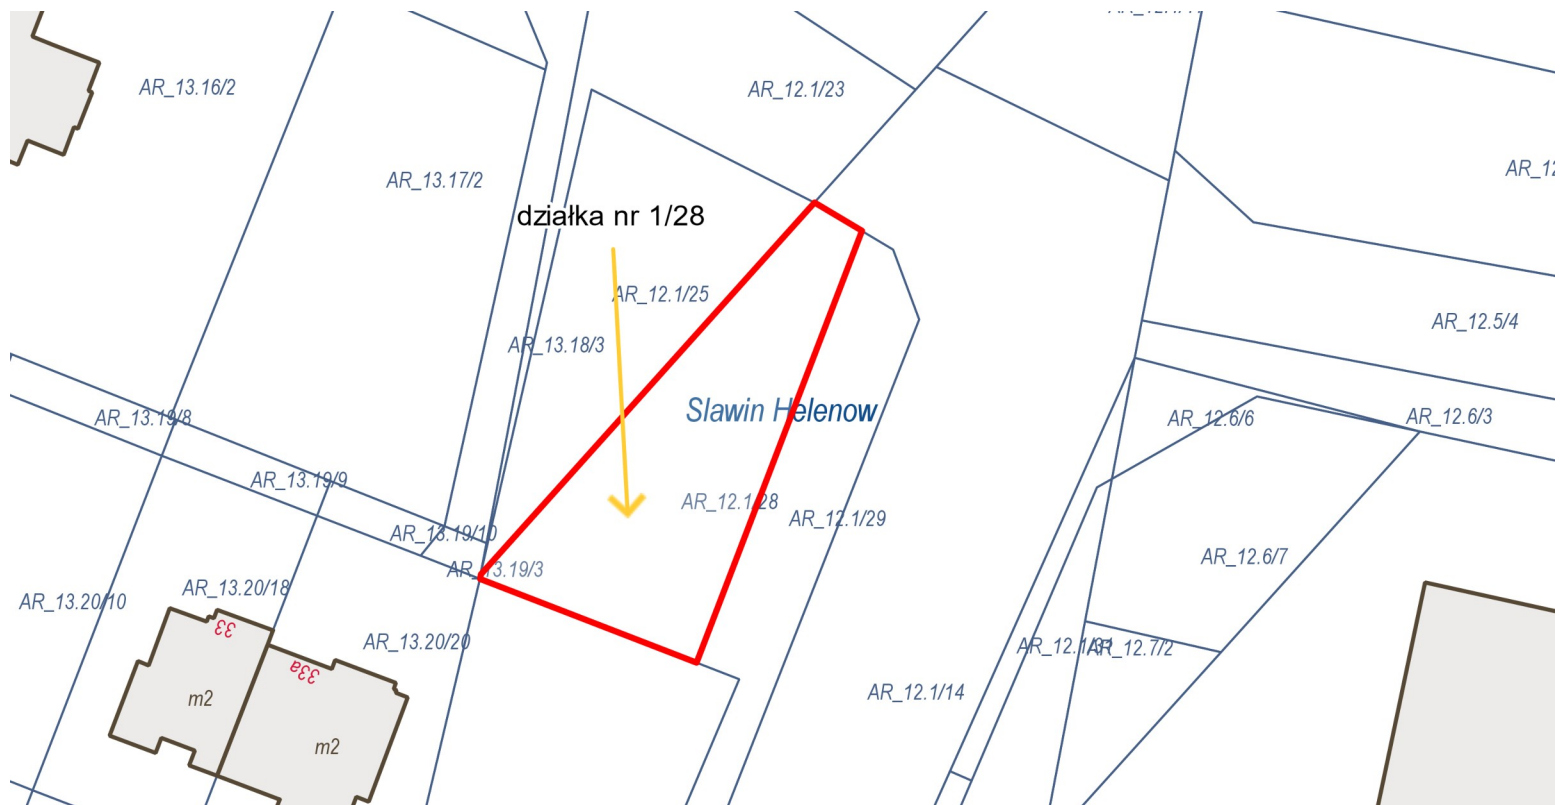 AR_13.16/2
AR_12.1/23
AR_13.17/2
działka nr 1/28
AR_12.1/25
AR_12.5/4
AR_13.18/3
Slawin Helenow
AR_13.19/8
AR_12.6/6
AR_12.6/3
AR_13.19/9
AR_12.1/28
AR_12.1/29
AR_13.19/10
AR_13.19/3
AR_12.6/7
AR_13.20/10
AR_13.20/18
33
AR_13.20/20
33a
AR_12.7/2
AR_12.1/14
m2
m2